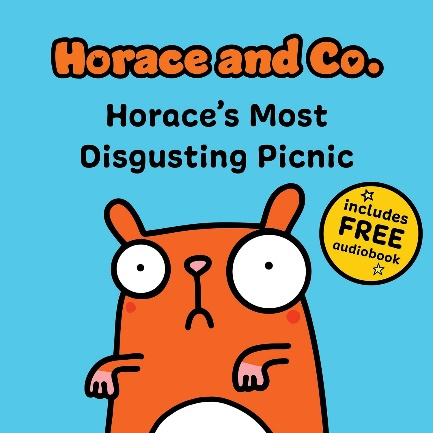 Horace and Co.
Horace's Most
Disgusting Picnic
includes
FREE
audiobook